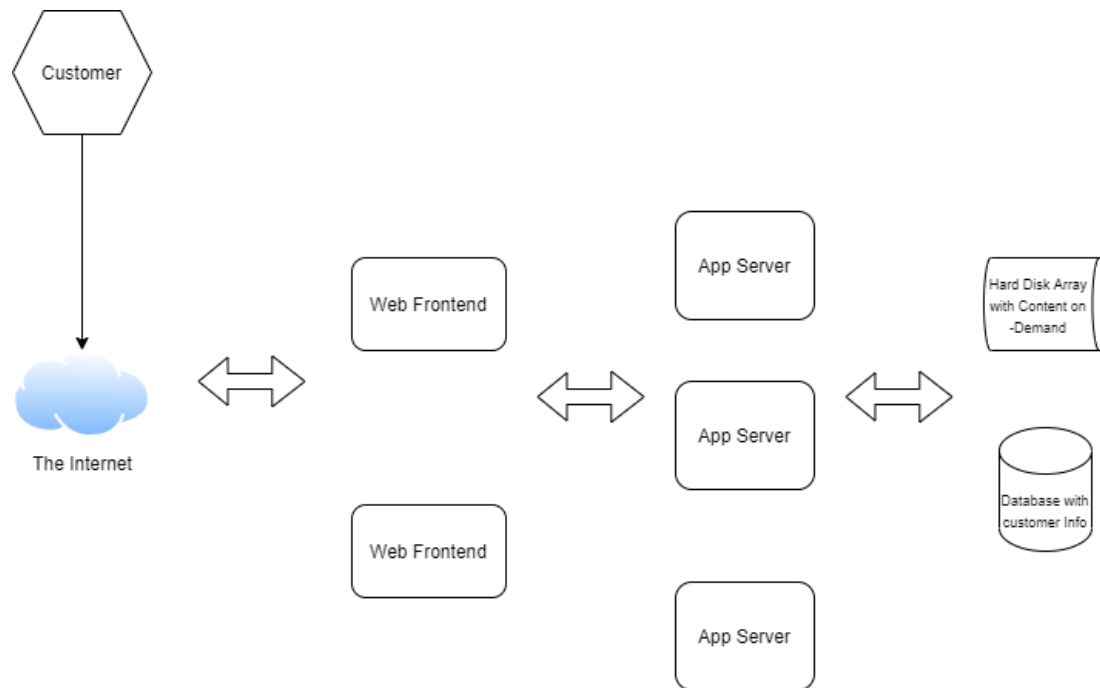 Customer
The Internet
Web Frontend
Web Frontend
App Server
App Server
App Server
Hard Disk Array
with Content on
-Demand
Database with
customer Info